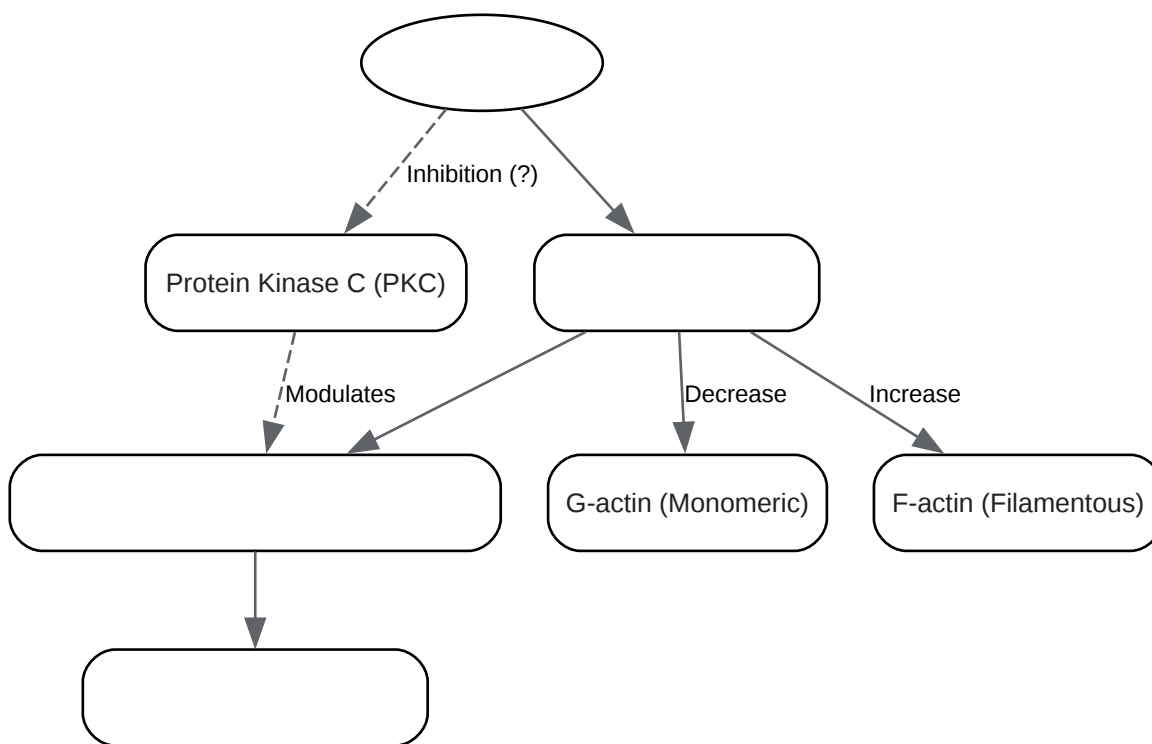 Inhibition (?)
Protein Kinase C (PKC)
Modulates
Decrease
Increase
G-actin (Monomeric)
F-actin (Filamentous)